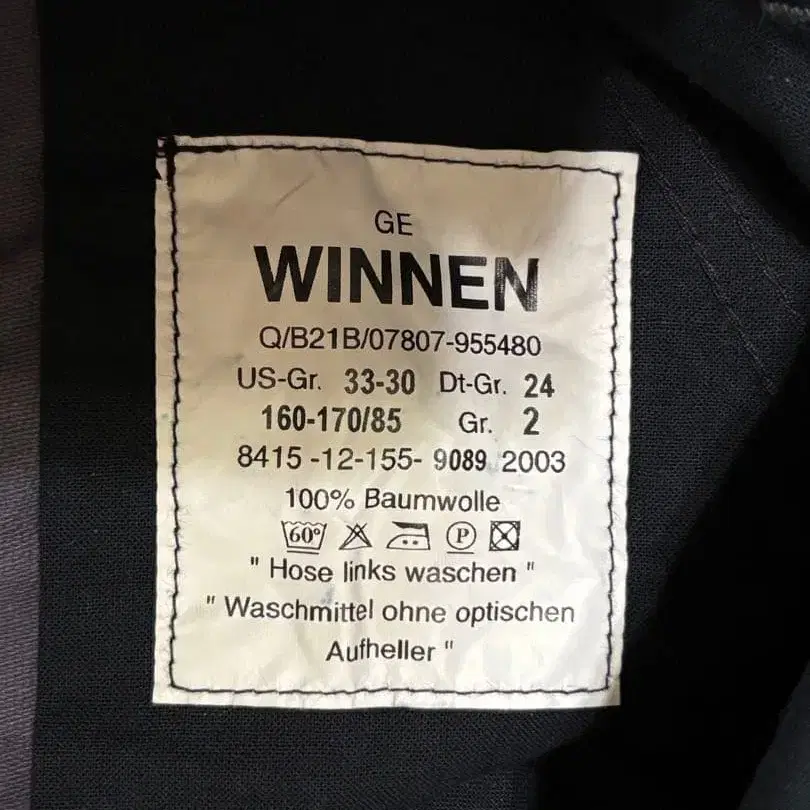 GE
WINNEN
Q/B21B/07807-955480
US-Gr. 33-30 Dt-Gr. 24
160-170/85 Gr. 2
8415 -12-155- 9089 2003
100% Baumwolle
60° P
" Hose links waschen "
" Waschmittel ohne optischen
Aufheller "